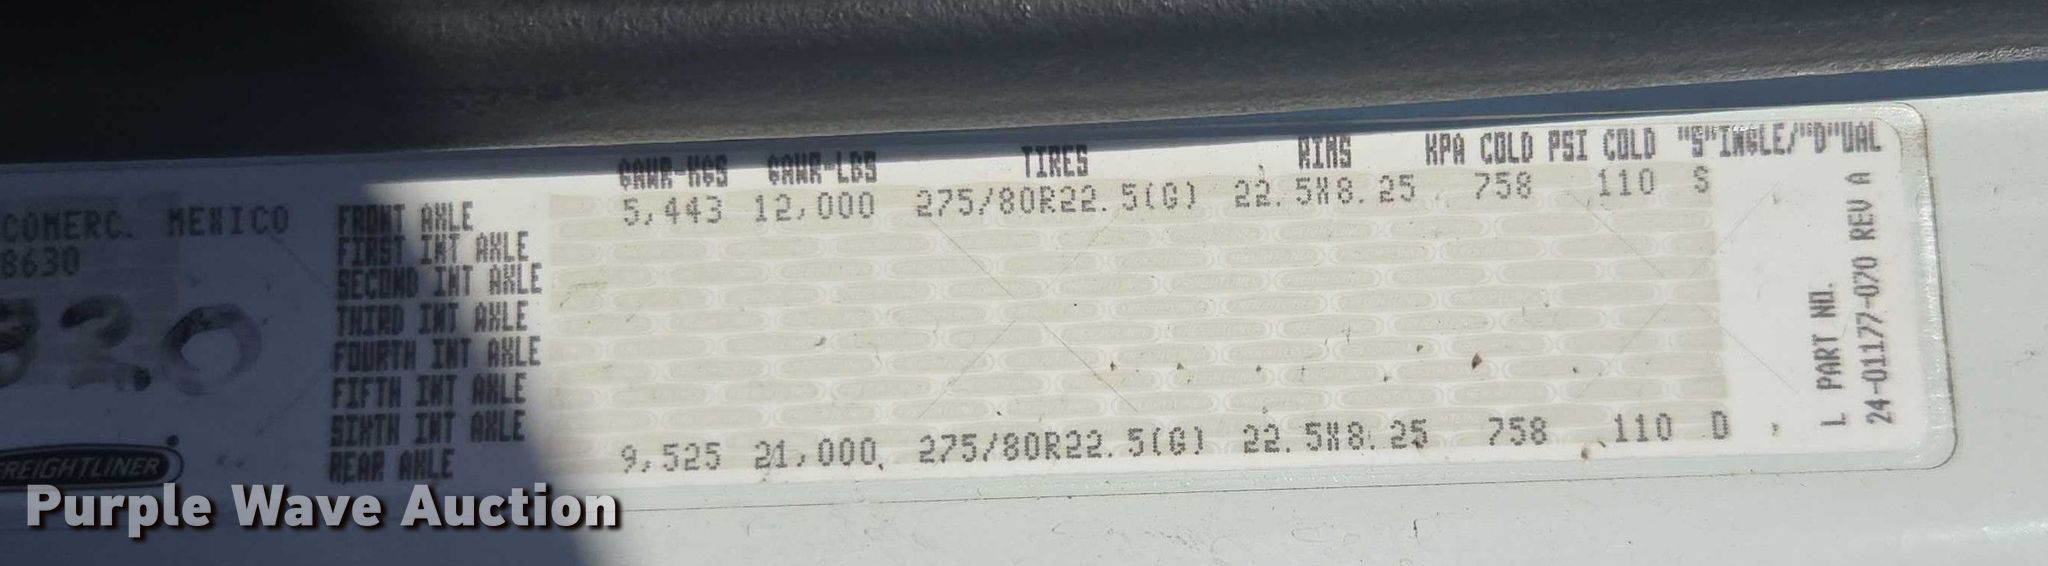 GAWR-KGS GAWR-LBS TIRES RIMS KPA COLD PSI COLD "S"INGLE/"D"UAL
COMERC. MEXICO
8630
FRONT AXLE 5,443 12,000 275/80R22.5(G) 22.5X8.25 758 110 S
FIRST INT AXLE
SECOND INT AXLE
THIRD INT AXLE
FOURTH INT AXLE
FIFTH INT AXLE
SIXTH INT AXLE
REAR AXLE 9,525 21,000 275/80R22.5(G) 22.5X8.25 758 110 D
L PART NO.
24-01177-070 REV A
FREIGHTLINER
Purple Wave Auction